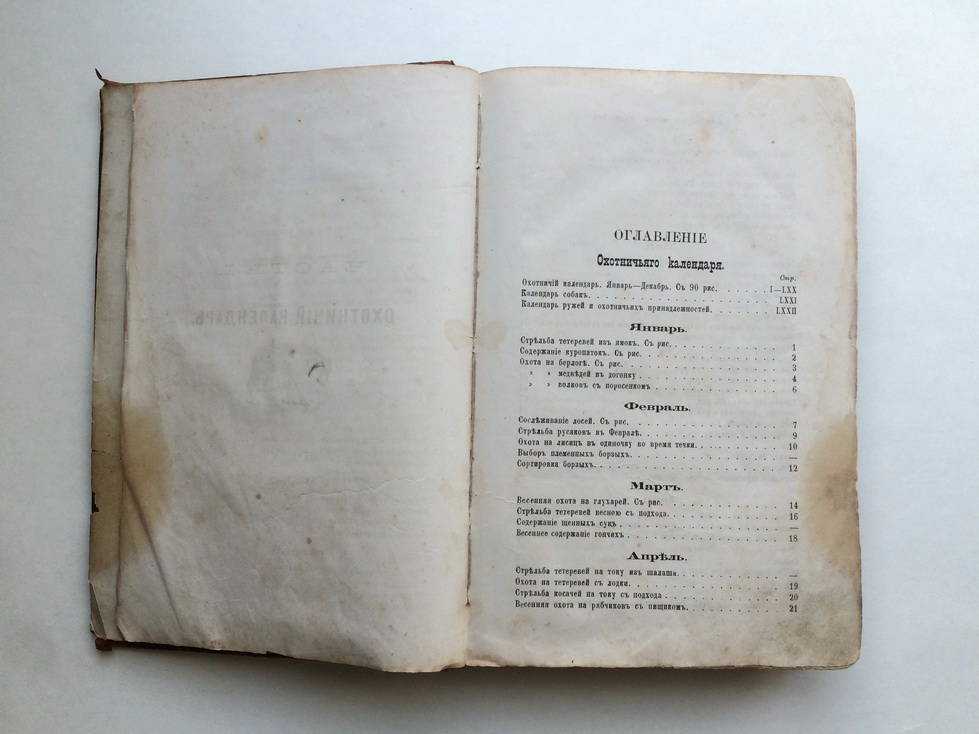 ЧАСТЬ I
ОХОТНИЧІЙ КАЛЕНДАРЬ.
ОГЛАВЛЕНІЕ
Охотничьяго календаря.
Стр.
Охотничій календарь. Январь—Декабрь. Съ 90 рис. . . . . . . I—LXX
Календарь собакъ. . . . . . . . . . . . . . . . . . . . LXXI
Календарь ружей и охотничьихъ принадлежностей. . . . . . . LXXII
Январь.
Стрѣльба тетеревей изъ ямокъ. Съ рис. . . . . . . . . . . . 1
Содержаніе куропатокъ. Съ рис. . . . . . . . . . . . . . . 2
Охота на берлогѣ. Съ рис. . . . . . . . . . . . . . . . . 3
» » медвѣдей въ догонку . . . . . . . . . . . . . . . 4
» » волковъ съ поросенкомъ . . . . . . . . . . . . . . 6
Февраль.
Сослѣживаніе лосей. Съ рис. . . . . . . . . . . . . . . . 7
Стрѣльба русаковъ въ Февралѣ. . . . . . . . . . . . . . . 9
Охота на лисицъ въ одиночку во время течки. . . . . . . . . 10
Выборъ племенныхъ борзыхъ. . . . . . . . . . . . . . . . —
Сортировка борзыхъ. . . . . . . . . . . . . . . . . . . 12
Мартъ.
Весенняя охота на глухарей. Съ рис. . . . . . . . . . . . . 14
Стрѣльба тетеревей весною съ подхода. . . . . . . . . . . . 16
Содержаніе щенныхъ сукъ . . . . . . . . . . . . . . . . . —
Весеннее содержаніе гончихъ . . . . . . . . . . . . . . . 18
Апрѣль.
Стрѣльба тетеревей на току изъ шалаши. . . . . . . . . . . —
Охота на тетеревей съ лодки. . . . . . . . . . . . . . . . 19
Стрѣльба косачей на току съ подхода . . . . . . . . . . . . 20
Весенняя охота на рябчиковъ съ пищикомъ. . . . . . . . . . 21